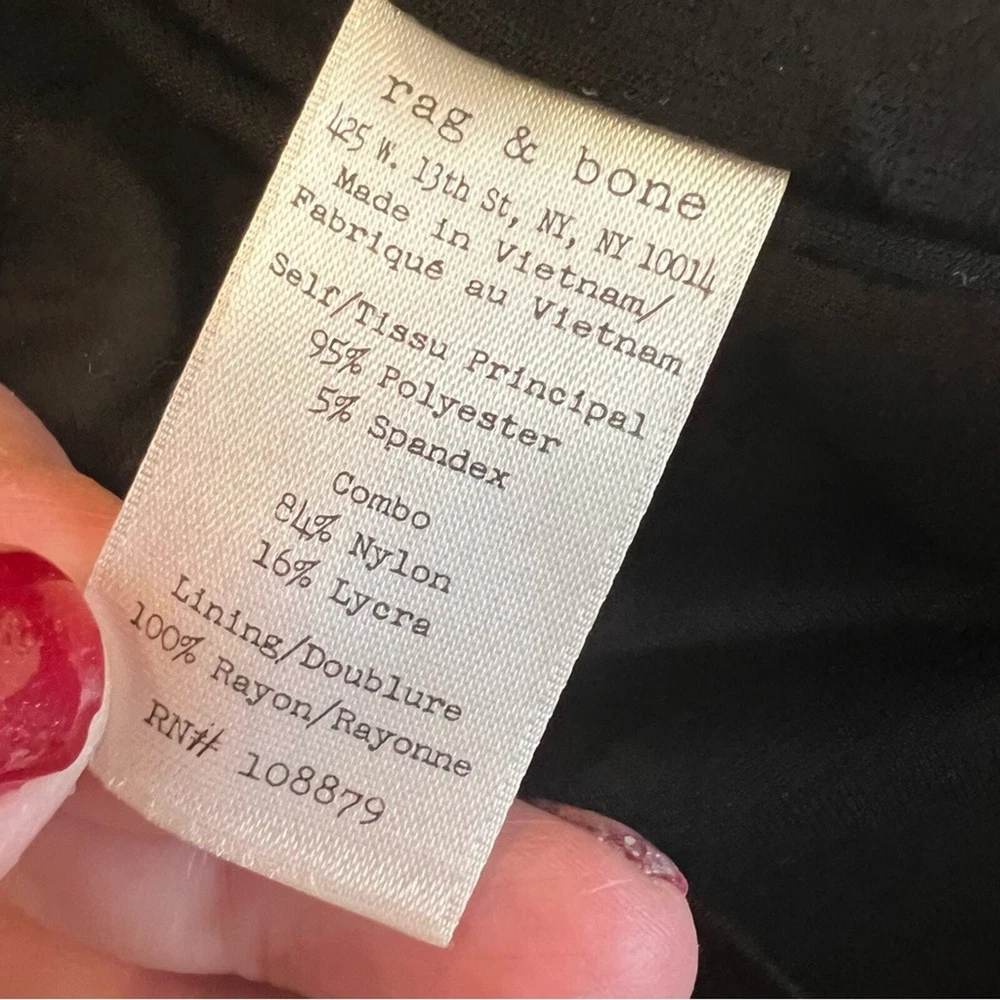 rag & bone
425 W. 13th St, NY, NY 10014
Made in Vietnam/
Fabriqué au Vietnam
Self/Tissu Principal
95% Polyester
5% Spandex
Combo
84% Nylon
16% Lycra
Lining/Doublure
100% Rayon/Rayonne
RN# 108879